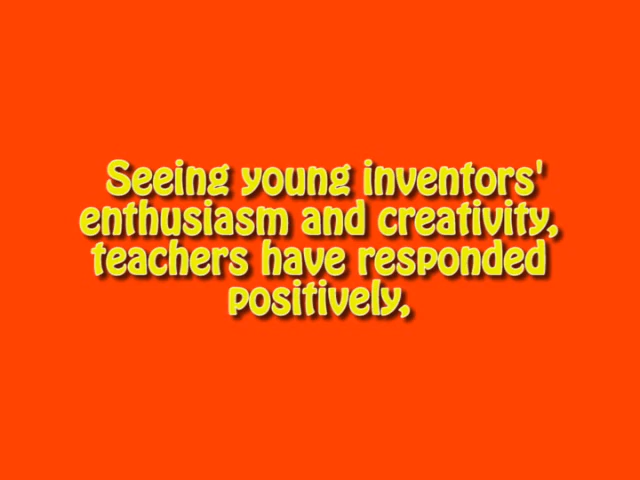 Seeing young inventors'
enthusiasm and creativity,
teachers have responded
positively,